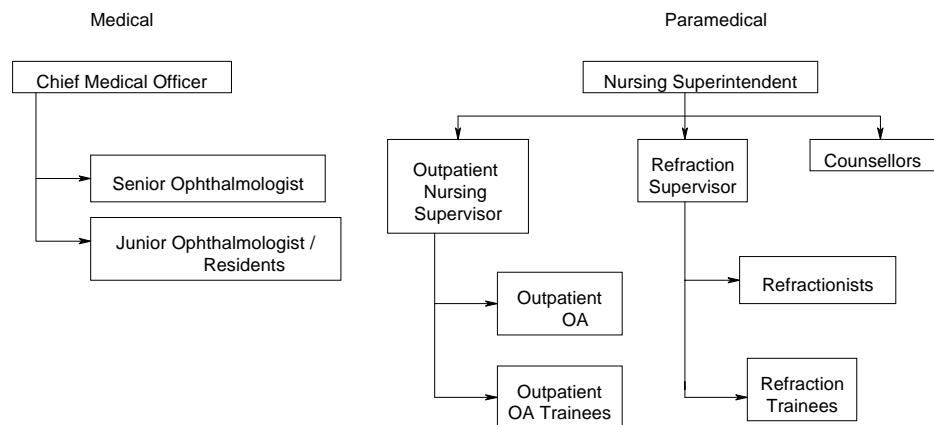 Medical
Paramedical
Chief Medical Officer
Senior Ophthalmologist
Junior Ophthalmologist /
Residents
Nursing Superintendent
Outpatient
Nursing
Supervisor
Refraction
Supervisor
Counsellors
Outpatient
OA
Outpatient
OA Trainees
Refractionists
Refraction
Trainees